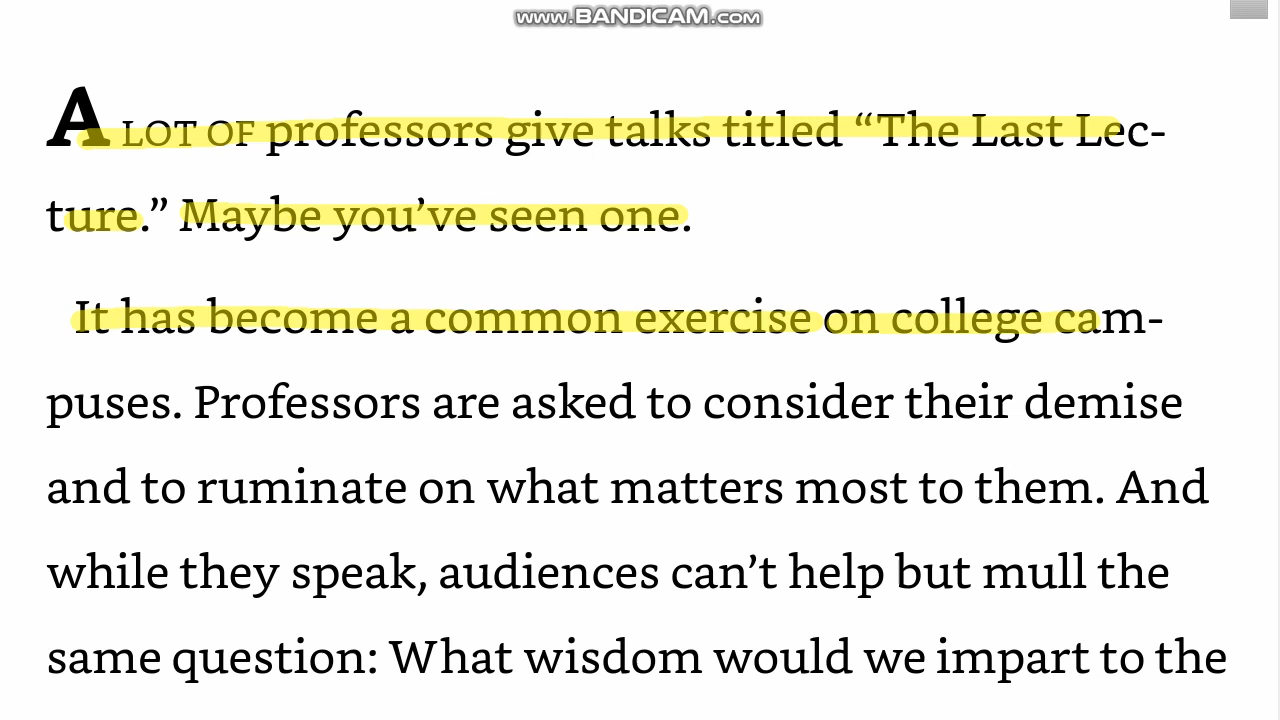 www.BANDICAM.com
A LOT OF professors give talks titled “The Last Lec-
ture.” Maybe you’ve seen one.
It has become a common exercise on college cam-
puses. Professors are asked to consider their demise
and to ruminate on what matters most to them. And
while they speak, audiences can’t help but mull the
same question: What wisdom would we impart to the